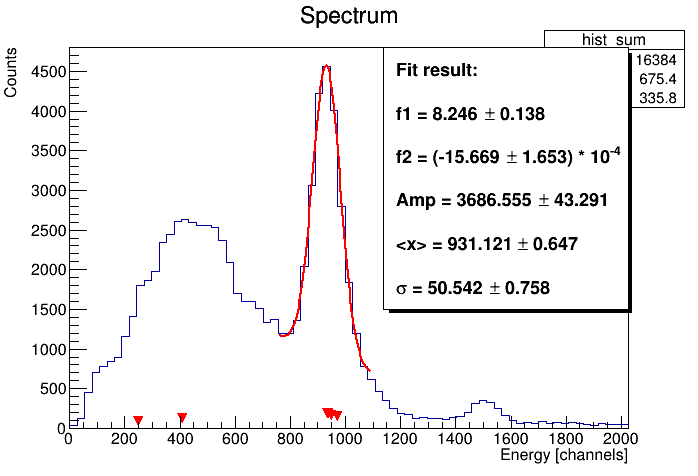 Spectrum
hist_sum
16384
675.4
335.8
Counts
4500
4000
3500
3000
2500
2000
1500
1000
500
0
Fit result:
f1 = 8.246 ± 0.138
f2 = (-15.669 ± 1.653) * 10⁻⁴
Amp = 3686.555 ± 43.291
<x> = 931.121 ± 0.647
σ = 50.542 ± 0.758
0 200 400 600 800 1000 1200 1400 1600 1800 2000
Energy [channels]